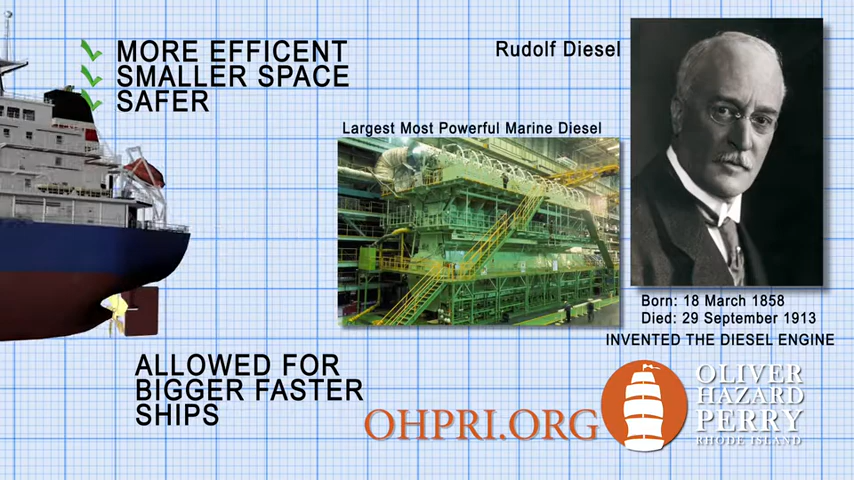 MORE EFFICENT
SMALLER SPACE
SAFER
Rudolf Diesel
Largest Most Powerful Marine Diesel
Born: 18 March 1858
Died: 29 September 1913
INVENTED THE DIESEL ENGINE
ALLOWED FOR
BIGGER FASTER
SHIPS
OHPRI.ORG
OLIVER
HAZARD
PERRY
RHODE ISLAND